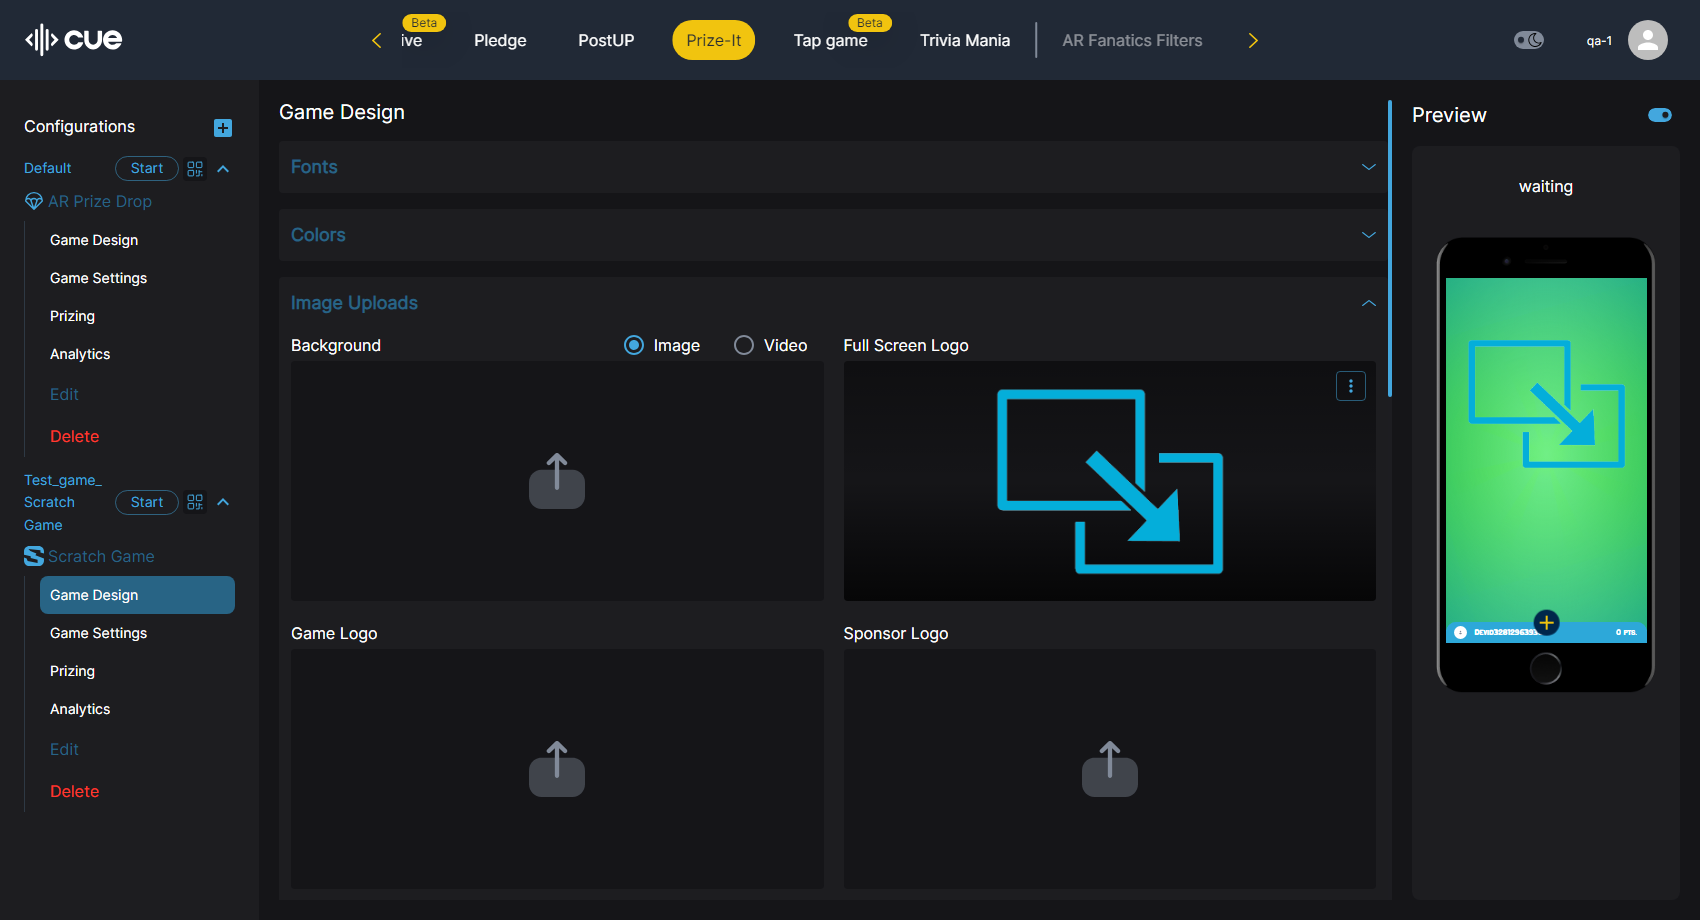 cue
Beta
ive
Pledge
PostUP
Prize-It
Beta
Tap game
Trivia Mania
AR Fanatics Filters
qa-1
Configurations
Default
Start
AR Prize Drop
Game Design
Game Settings
Prizing
Analytics
Edit
Delete
Test_game_
Scratch
Game
Start
Scratch Game
Game Design
Game Settings
Prizing
Analytics
Edit
Delete
Game Design
Fonts
Colors
Image Uploads
Background
Image
Video
Full Screen Logo
Game Logo
Sponsor Logo
Preview
waiting
0 PTS.